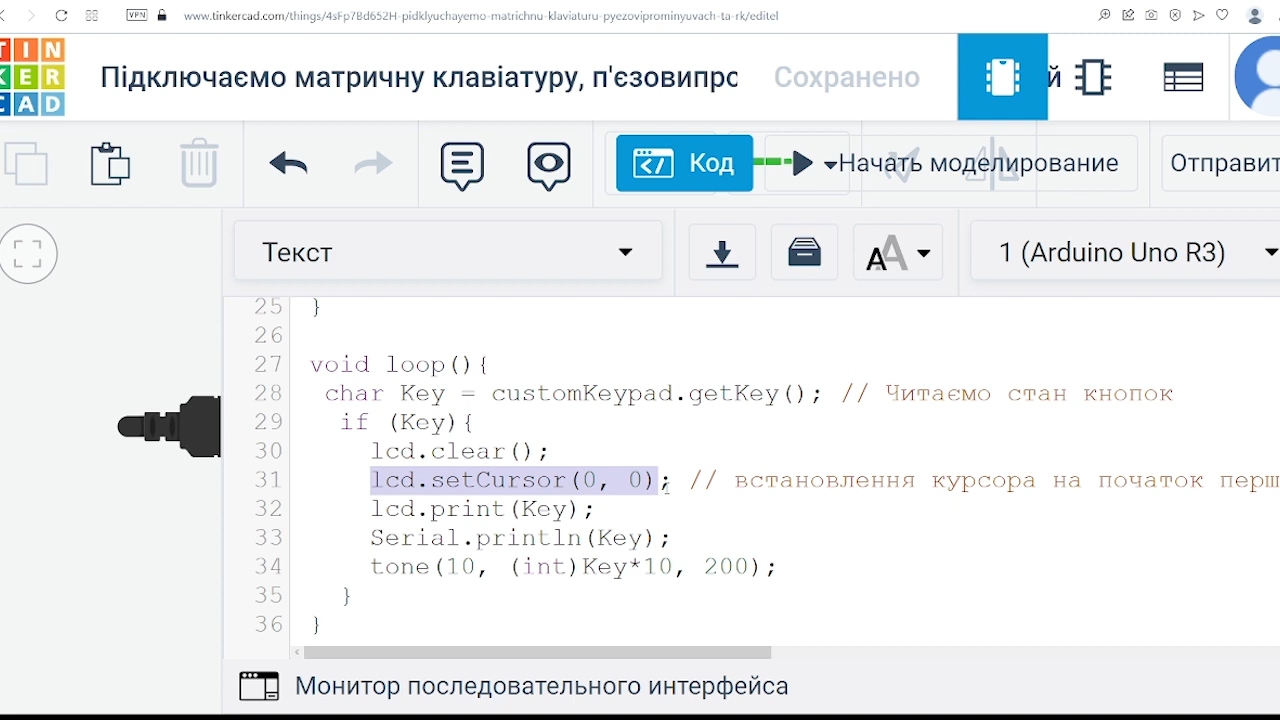 VPN www.tinkercad.com/things/4sFp7Bd652H-pidklyuchayemo-matrichnu-klaviaturu-pyezoviprominyuvach-ta-rk/editel
TIN
KER
CAD
Підключаємо матричну клавіатуру, п'єзовипро Сохранено й
Код Начать моделирование Отправит
Текст 1 (Arduino Uno R3)
25 }
26
27 void loop(){
28 char Key = customKeypad.getKey(); // Читаємо стан кнопок
29 if (Key){
30 lcd.clear();
31 lcd.setCursor(0, 0); // встановлення курсора на початок перш
32 lcd.print(Key);
33 Serial.println(Key);
34 tone(10, (int)Key*10, 200);
35 }
36 }
Монитор последовательного интерфейса